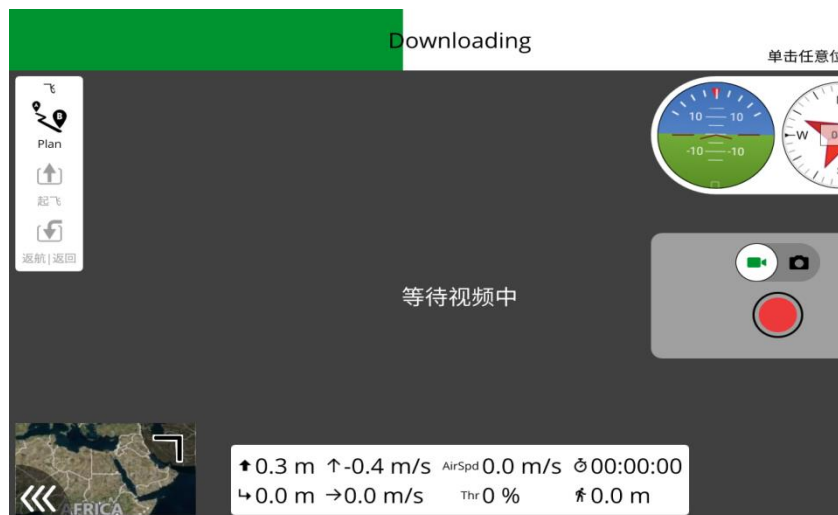 Downloading
单击任意位
飞
Plan
起飞
返航|返回
10 10
-10 -10
W 0
等待视频中
0.3 m -0.4 m/s AirSpd 0.0 m/s 00:00:00
0.0 m 0.0 m/s Thr 0 % 0.0 m
AFRICA